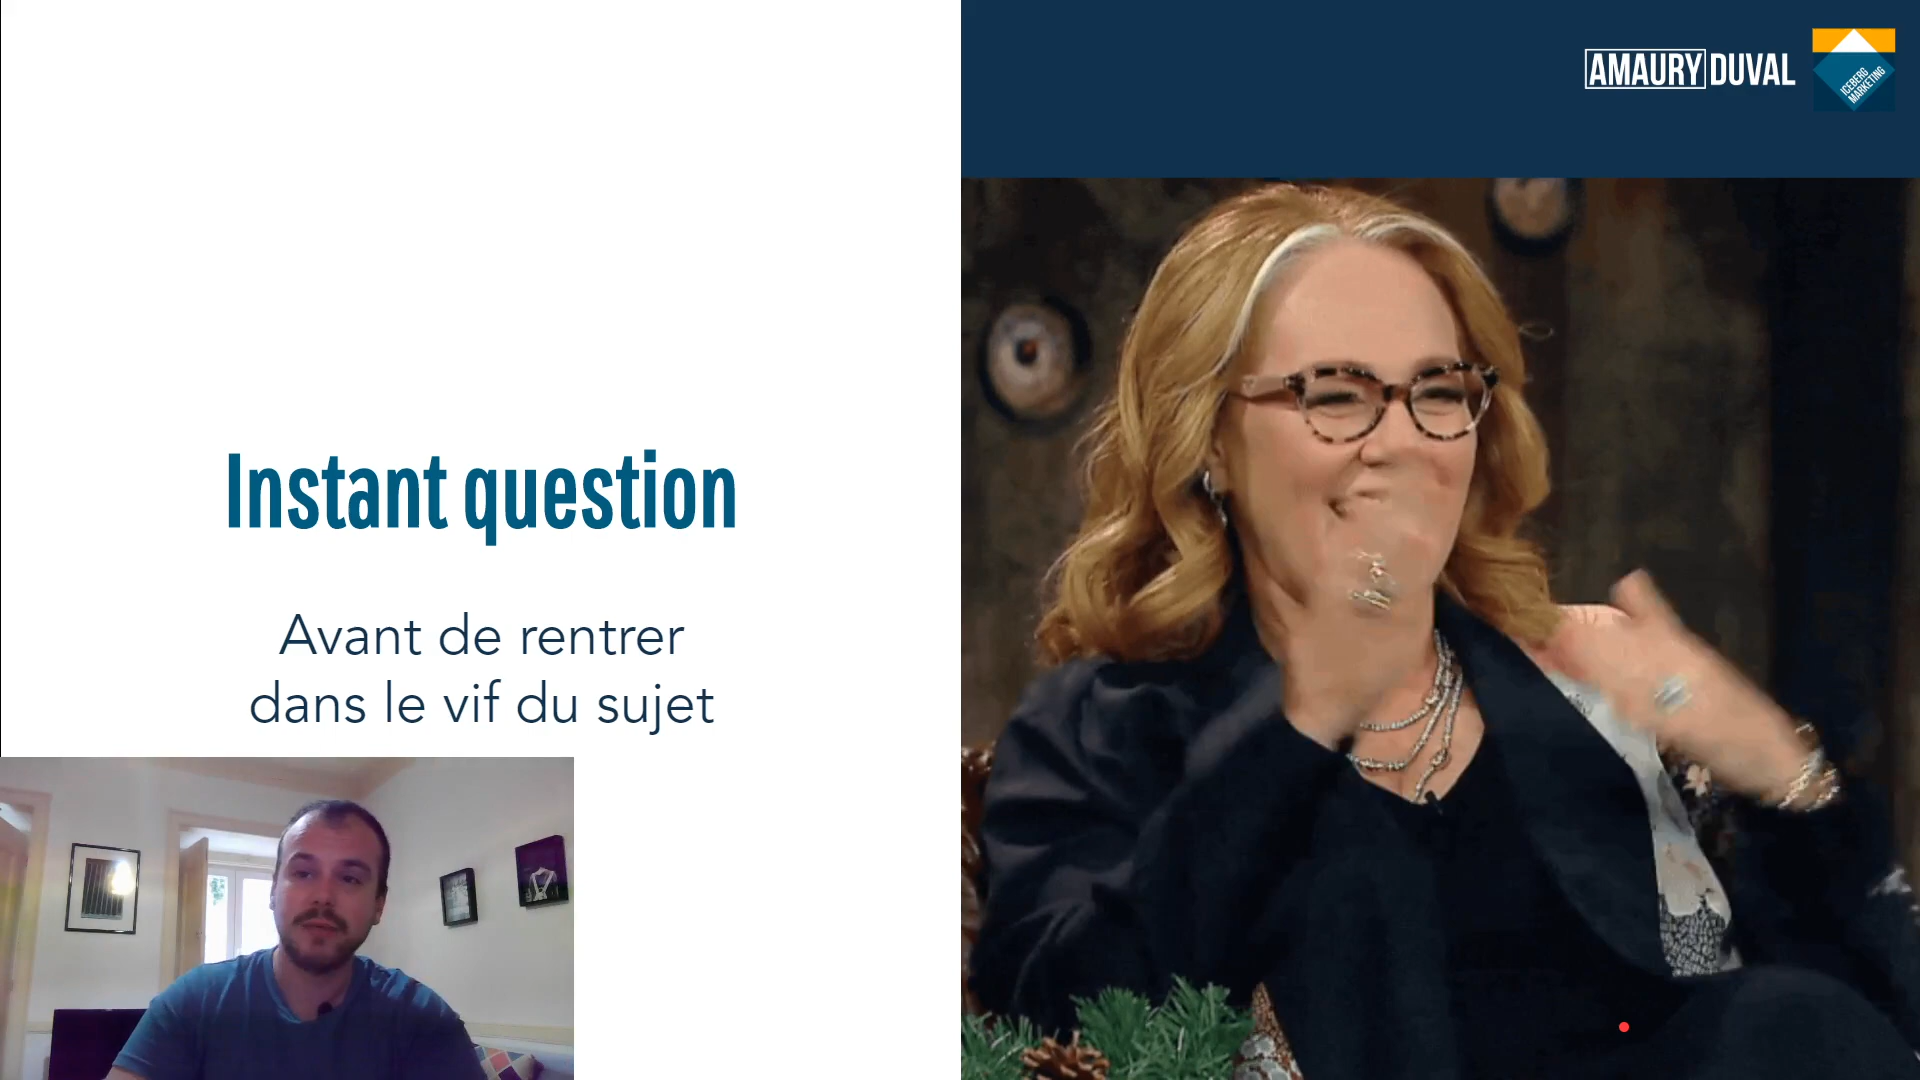 AMAURY DUVAL
ICEBERG
MARKETING
Instant question
Avant de rentrer
dans le vif du sujet